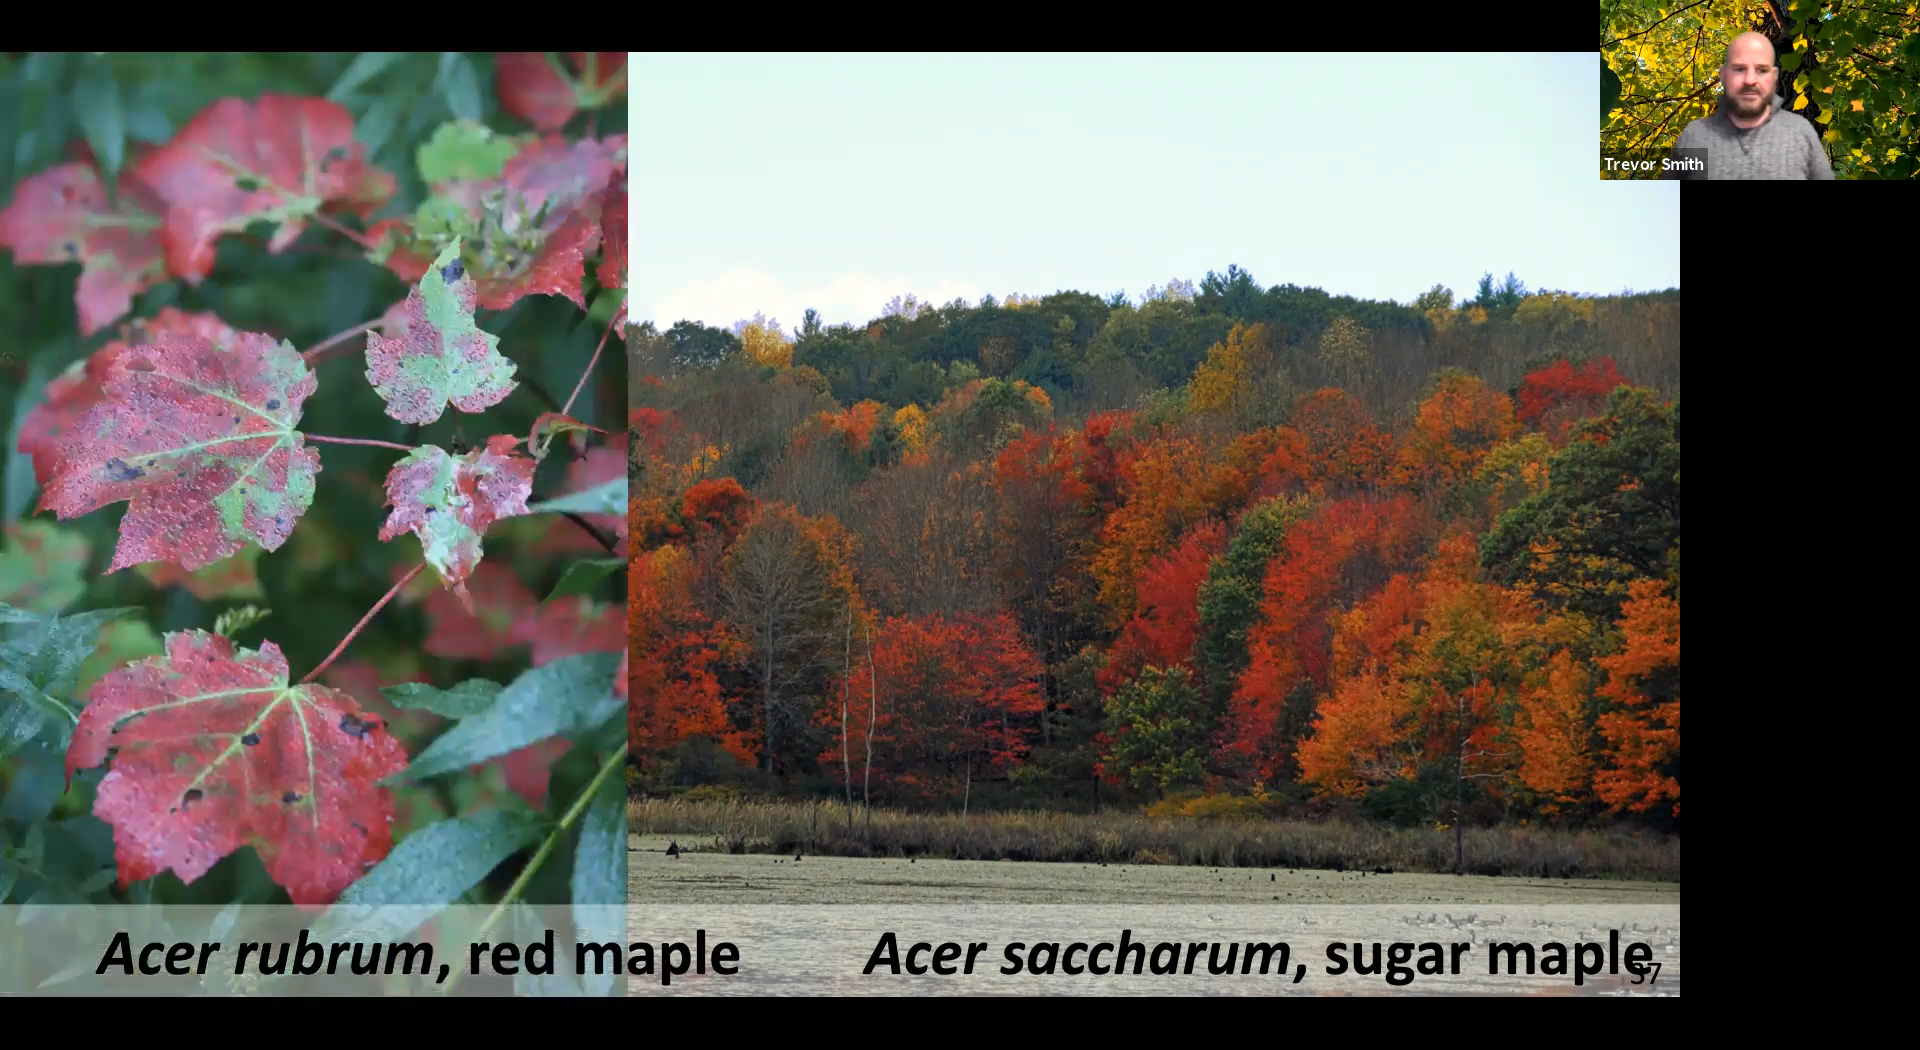 Trevor Smith
Acer rubrum, red maple
Acer saccharum, sugar maple
37